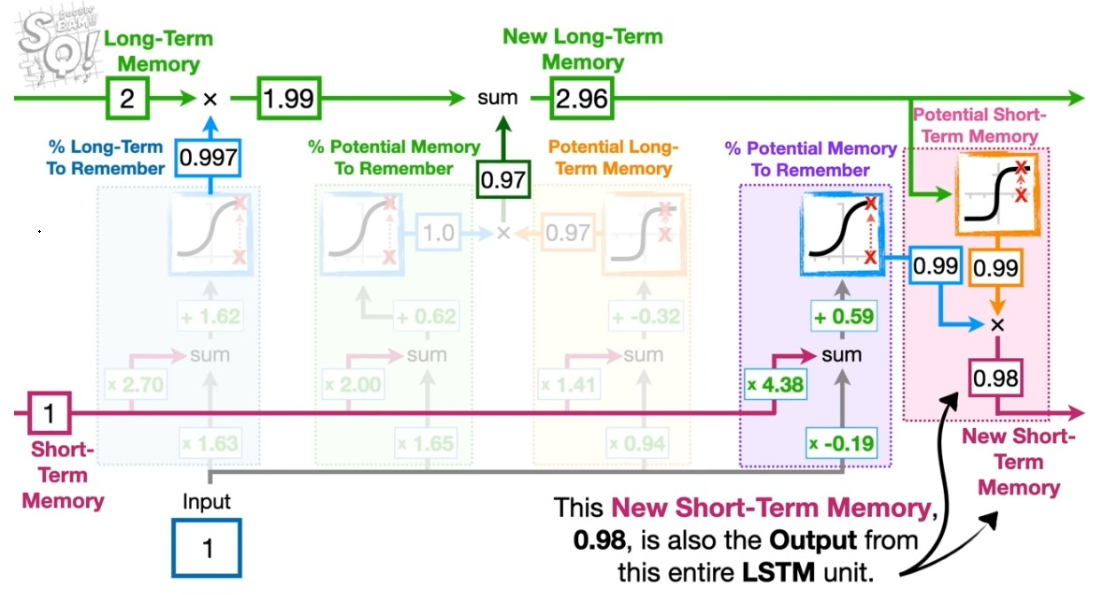 SQ!
Long-Term
Memory
2
×
1.99
sum
New Long-Term
Memory
2.96
Potential Short-
Term Memory
% Long-Term
To Remember
0.997
% Potential Memory
To Remember
0.97
Potential Long-
Term Memory
% Potential Memory
To Remember
1.0
×
0.97
0.99
0.99
×
+ 1.62
+ 0.62
+ -0.32
+ 0.59
sum
sum
sum
sum
× 2.70
× 2.00
× 1.41
× 4.38
0.98
1
Short-
Term
Memory
× 1.63
× 1.65
× 0.94
× -0.19
New Short-
Term
Memory
Input
1
This New Short-Term Memory,
0.98, is also the Output from
this entire LSTM unit.